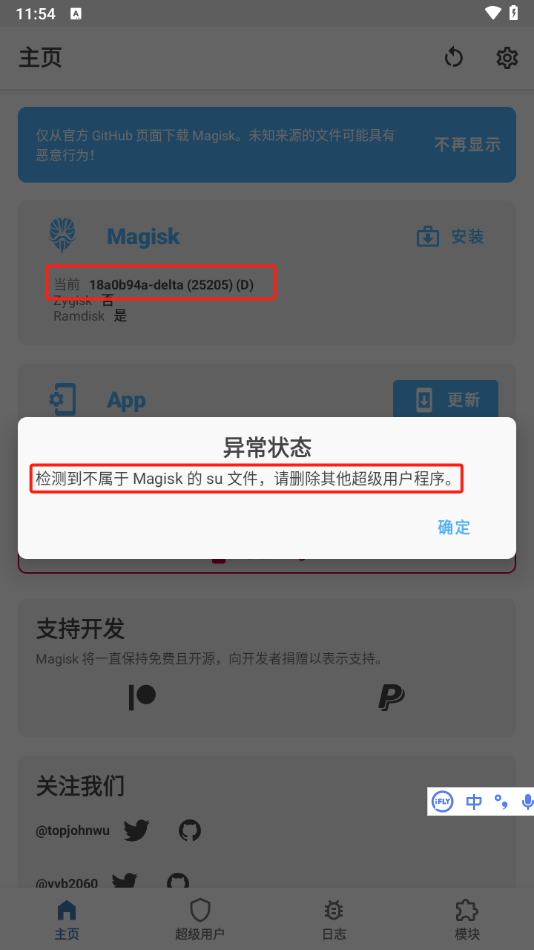 11:54
主页
仅从官方 GitHub 页面下载 Magisk。未知来源的文件可能具有
恶意行为！
不再显示
Magisk
安装
当前 18a0b94a-delta (25205) (D)
Zygisk 否
Ramdisk 是
App
更新
异常状态
检测到不属于 Magisk 的 su 文件，请删除其他超级用户程序。
确定
支持开发
Magisk 将一直保持免费且开源，向开发者捐赠以表示支持。
关注我们
@topjohnwu
iFLY 中
@vvb2060
主页
超级用户
日志
模块